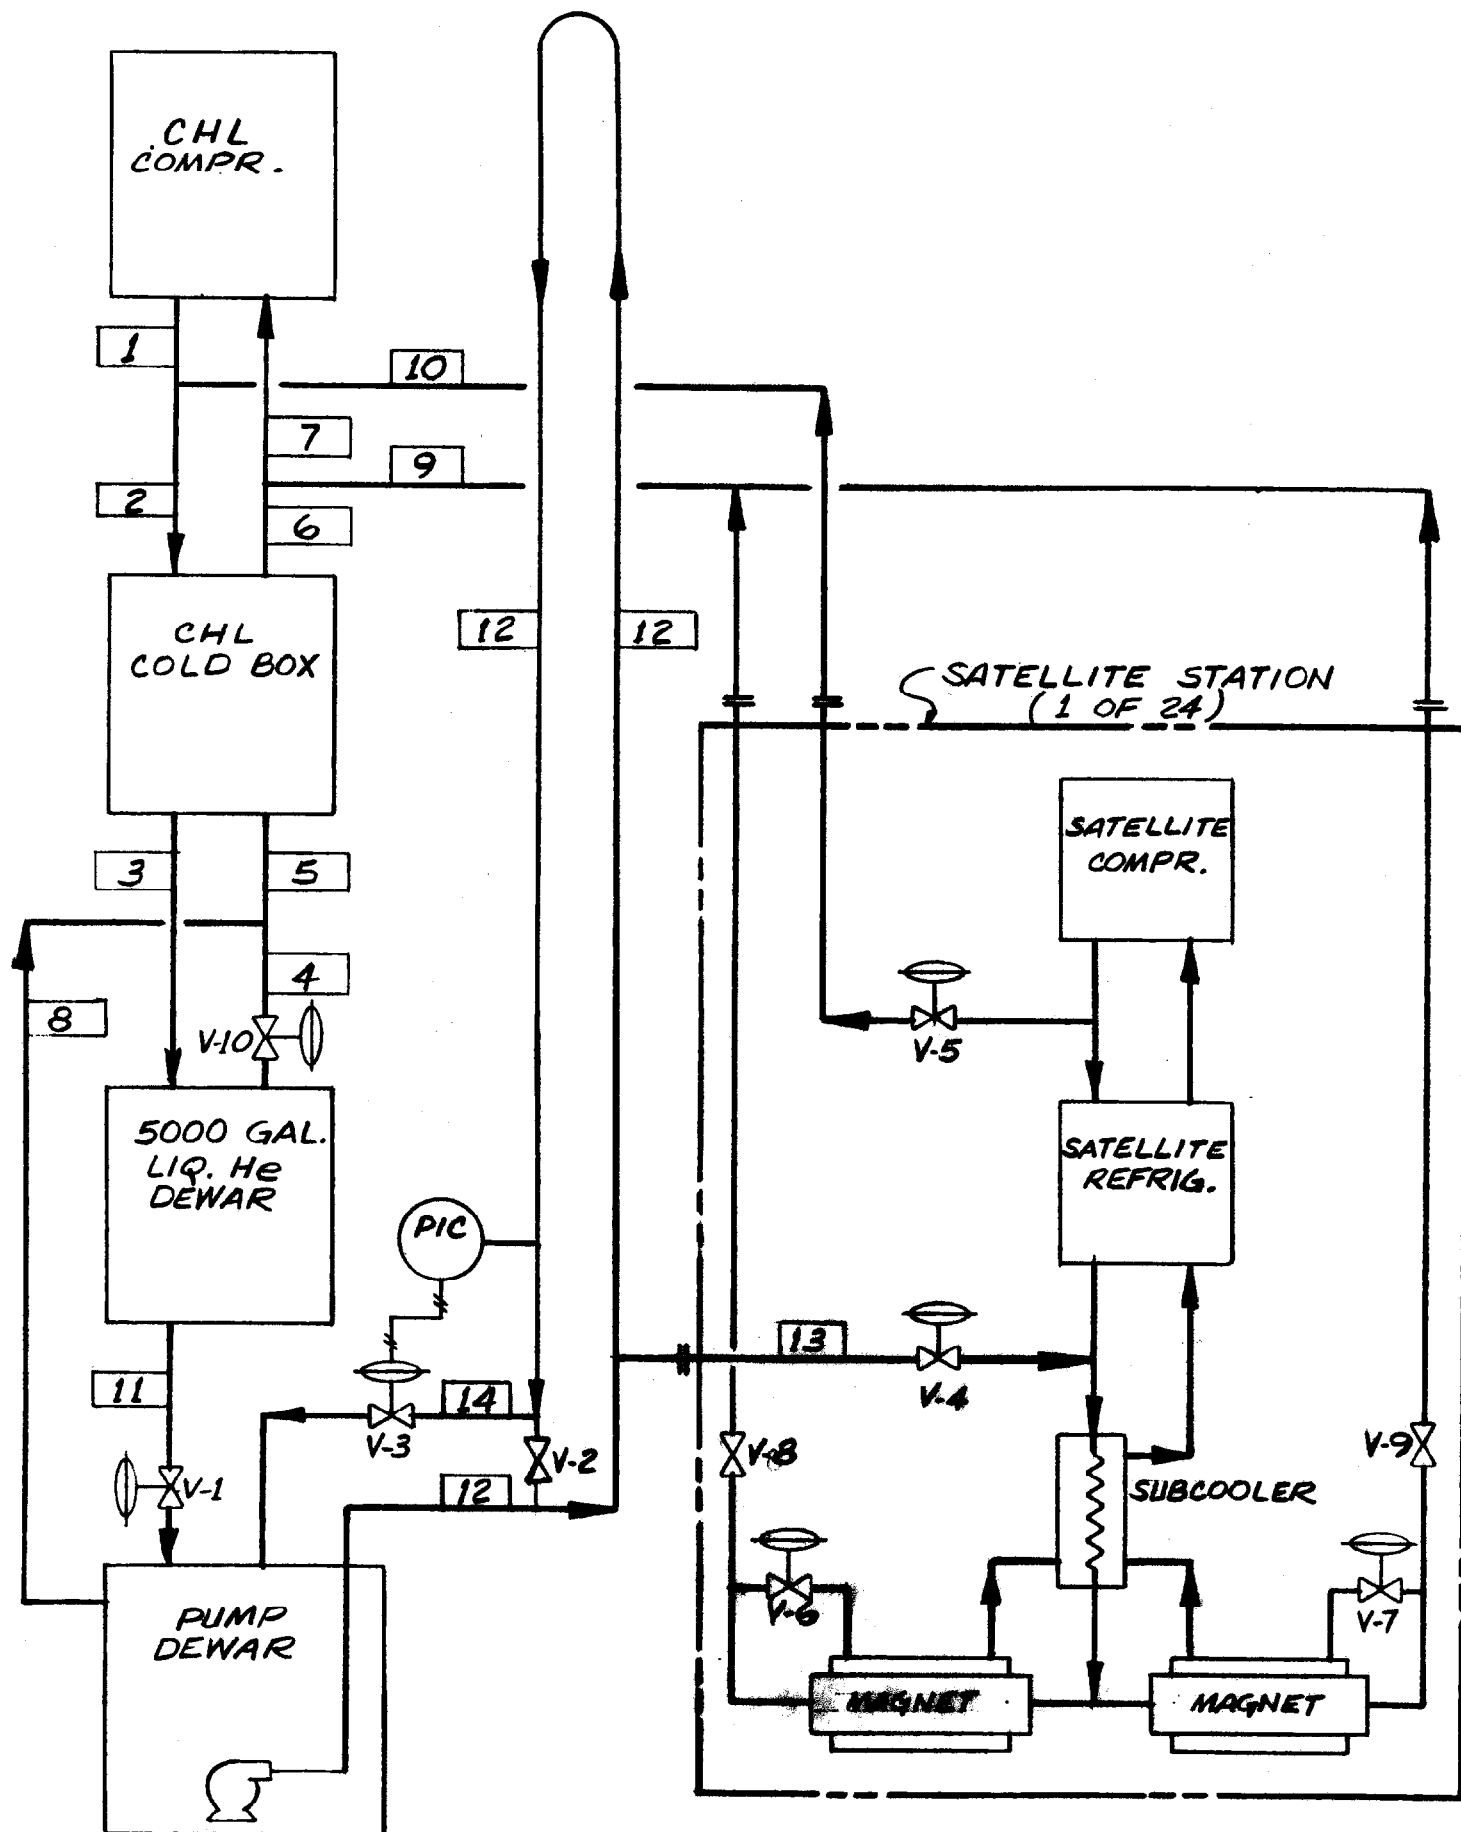 CHL
COMPR.
1
10
7
9
2
6
CHL
COLD BOX
12
12
SATELLITE STATION
(1 OF 24)
3
5
SATELLITE
COMPR.
4
8
V-10
V-5
5000 GAL.
LIQ. He
DEWAR
SATELLITE
REFRIG.
PIC
13
11
14
V-4
V-3
V-2
V-8
V-9
V-1
12
SUBCOOLER
PUMP
DEWAR
V-6
V-7
MAGNET
MAGNET